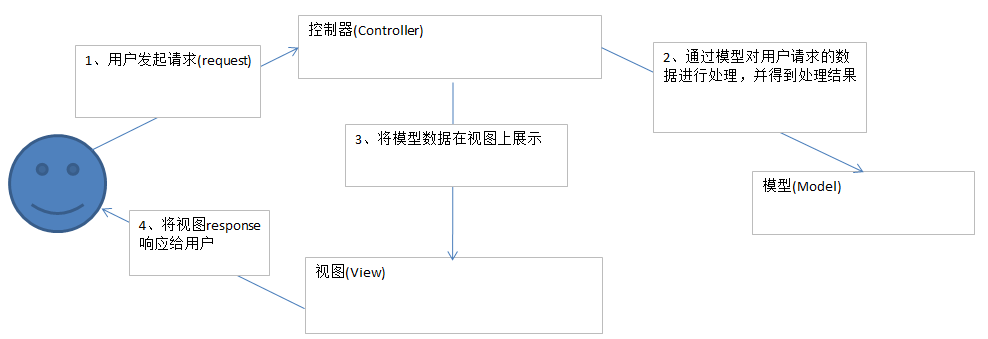 控制器(Controller)
1、用户发起请求(request)
2、通过模型对用户请求的数
据进行处理，并得到处理结果
3、将模型数据在视图上展示
模型(Model)
4、将视图response
响应给用户
视图(View)